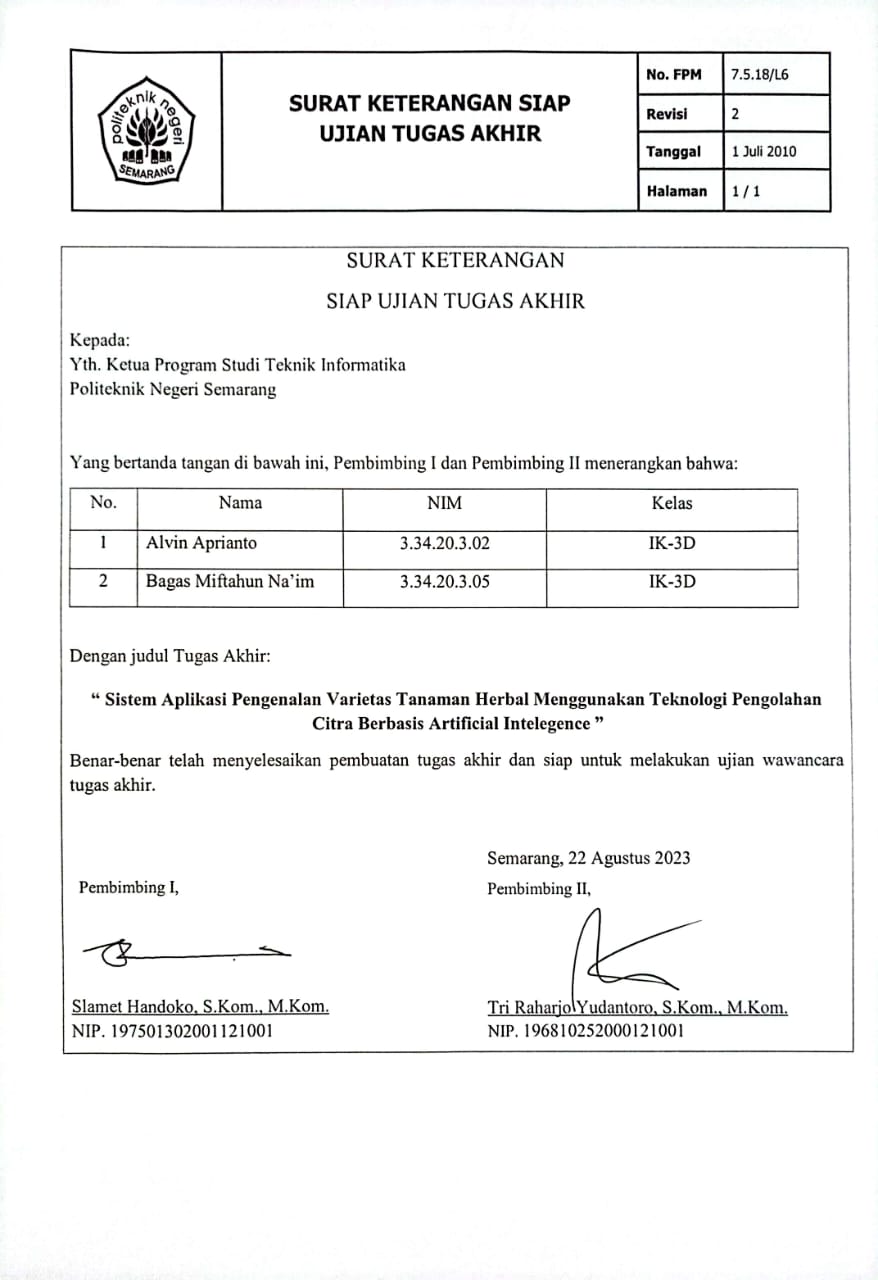 politeknik negeri
SEMARANG
SURAT KETERANGAN SIAP
UJIAN TUGAS AKHIR
No. FPM 7.5.18/L6
Revisi 2
Tanggal 1 Juli 2010
Halaman 1 / 1
SURAT KETERANGAN
SIAP UJIAN TUGAS AKHIR
Kepada:
Yth. Ketua Program Studi Teknik Informatika
Politeknik Negeri Semarang
Yang bertanda tangan di bawah ini, Pembimbing I dan Pembimbing II menerangkan bahwa:
No. Nama NIM Kelas
1 Alvin Aprianto 3.34.20.3.02 IK-3D
2 Bagas Miftahun Na’im 3.34.20.3.05 IK-3D
Dengan judul Tugas Akhir:
“ Sistem Aplikasi Pengenalan Varietas Tanaman Herbal Menggunakan Teknologi Pengolahan
Citra Berbasis Artificial Intelegence ”
Benar-benar telah menyelesaikan pembuatan tugas akhir dan siap untuk melakukan ujian wawancara
tugas akhir.
Semarang, 22 Agustus 2023
Pembimbing I, Pembimbing II,
Slamet Handoko, S.Kom., M.Kom. Tri Raharjo Yudantoro, S.Kom., M.Kom.
NIP. 197501302001121001 NIP. 196810252000121001